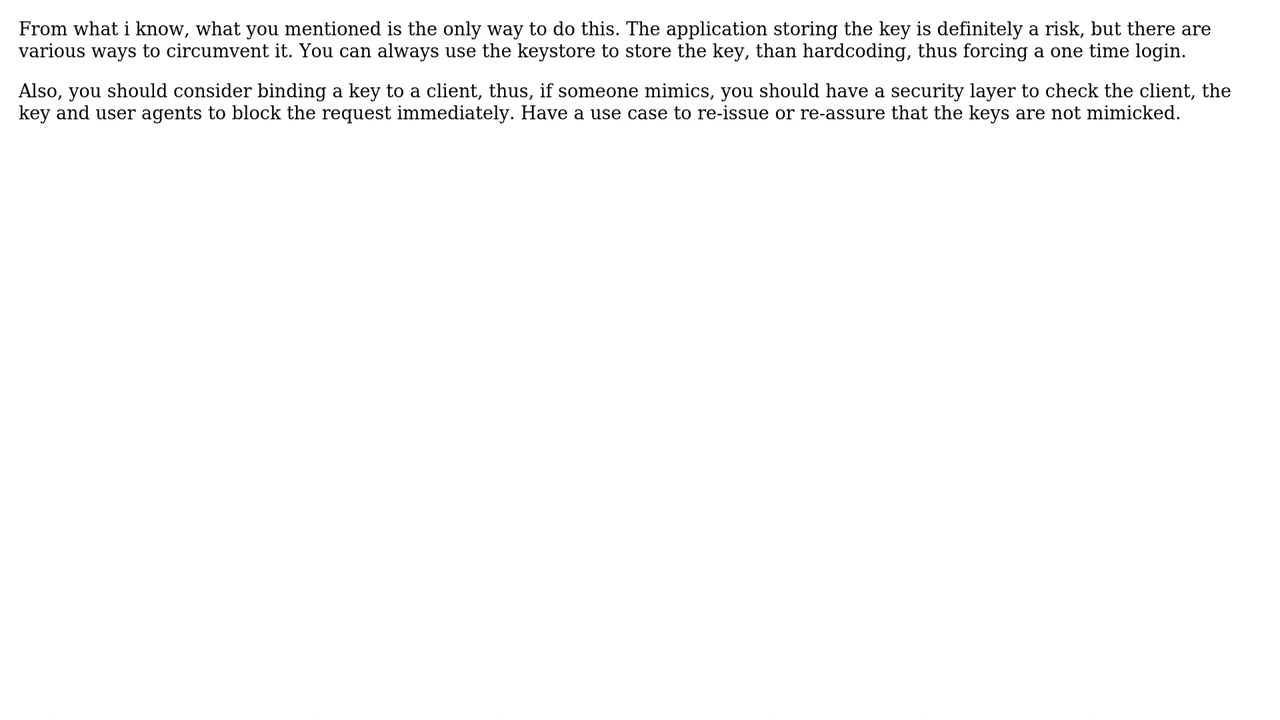 From what i know, what you mentioned is the only way to do this. The application storing the key is definitely a risk, but there are
various ways to circumvent it. You can always use the keystore to store the key, than hardcoding, thus forcing a one time login.
Also, you should consider binding a key to a client, thus, if someone mimics, you should have a security layer to check the client, the
key and user agents to block the request immediately. Have a use case to re-issue or re-assure that the keys are not mimicked.